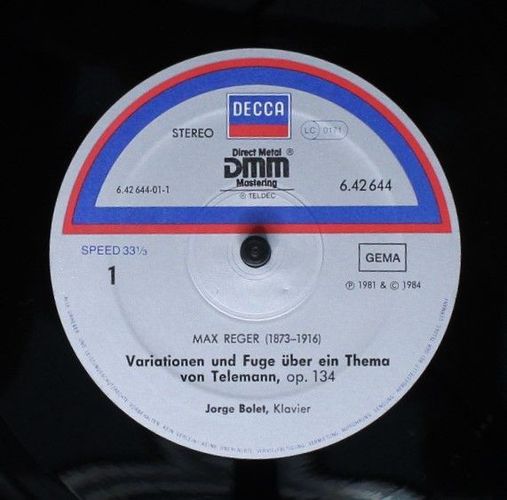 DECCA
STEREO
LC 0171
Direct Metal ®
DMM
Mastering
℗ TELDEC
6.42 644-01-1
6.42 644
SPEED 33⅓
GEMA
1
℗ 1981 & © 1984
MAX REGER (1873–1916)
Variationen und Fuge über ein Thema
von Telemann, op. 134
Jorge Bolet, Klavier